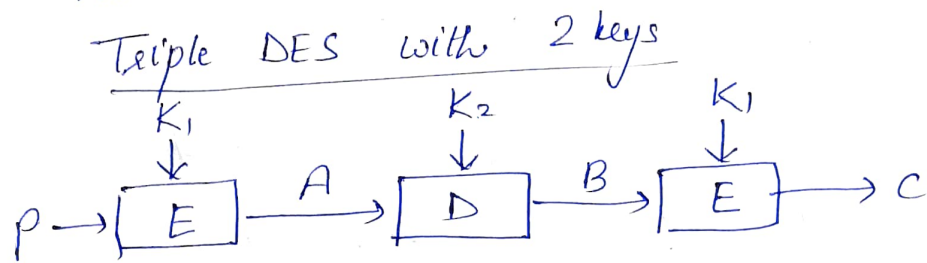 Triple DES with 2 keys
K₁ K₂ K₁
P → E A → D B → E → C